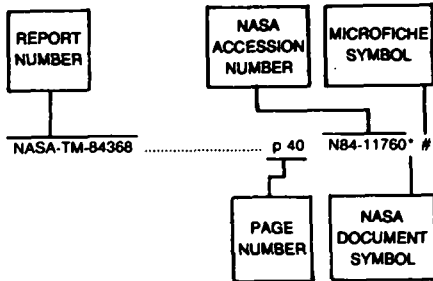 REPORT
NUMBER
NASA
ACCESSION
NUMBER
MICROFICHE
SYMBOL
NASA-TM-84368 .................... p 40 N84-11760* #
PAGE
NUMBER
NASA
DOCUMENT
SYMBOL